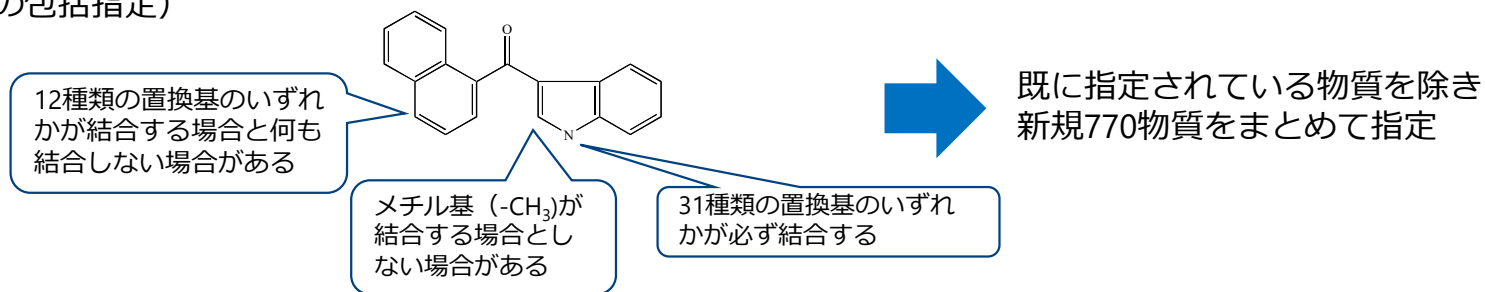 の包括指定）
O
N
12種類の置換基のいずれ
かが結合する場合と何も
結合しない場合がある
メチル基（-CH₃)が
結合する場合とし
ない場合がある
31種類の置換基のいずれ
かが必ず結合する
既に指定されている物質を除き
新規770物質をまとめて指定